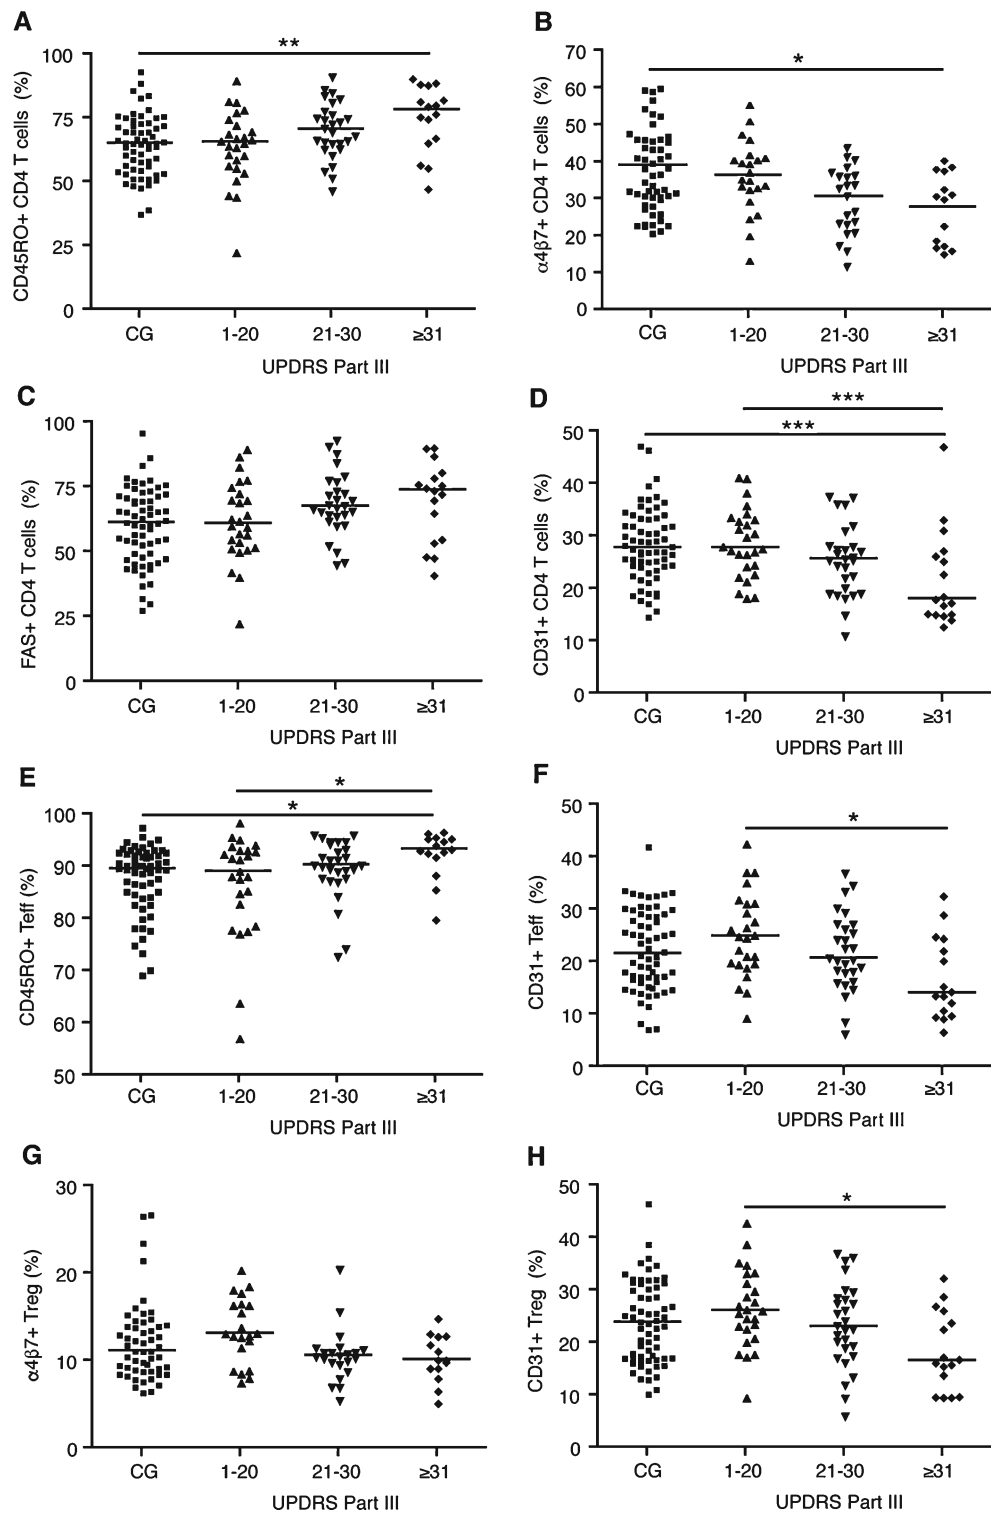 A
**
CD45RO+ CD4 T cells (%)
100
75
50
25
0
CG 1-20 21-30 ≥31
UPDRS Part III
B
*
α4β7+ CD4 T cells (%)
70
60
50
40
30
20
10
0
CG 1-20 21-30 ≥31
UPDRS Part III
C
FAS+ CD4 T cells (%)
100
75
50
25
0
CG 1-20 21-30 ≥31
UPDRS Part III
D
***
***
CD31+ CD4 T cells (%)
50
40
30
20
10
0
CG 1-20 21-30 ≥31
UPDRS Part III
E
*
*
CD45RO+ Teff (%)
100
90
80
70
60
50
CG 1-20 21-30 ≥31
UPDRS Part III
F
*
CD31+ Teff (%)
50
40
30
20
10
0
CG 1-20 21-30 ≥31
UPDRS Part III
G
α4β7+ Treg (%)
30
20
10
0
CG 1-20 21-30 ≥31
UPDRS Part III
H
*
CD31+ Treg (%)
50
40
30
20
10
0
CG 1-20 21-30 ≥31
UPDRS Part III